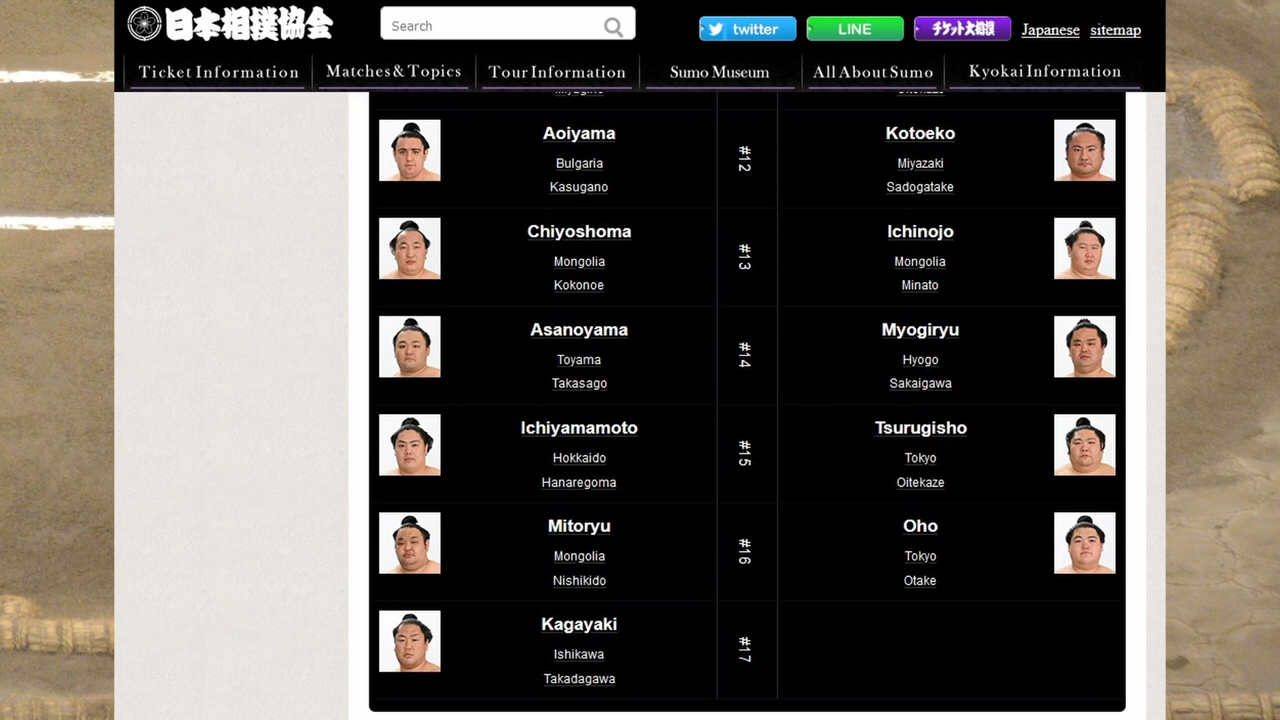 日本相撲協会
Search
twitter
LINE
チケット大相撲
Japanese
sitemap
Ticket Information
Matches & Topics
Tour Information
Sumo Museum
All About Sumo
Kyokai Information
Aoiyama
Bulgaria
Kasugano
#12
Kotoeko
Miyazaki
Sadogatake
Chiyoshoma
Mongolia
Kokonoe
#13
Ichinojo
Mongolia
Minato
Asanoyama
Toyama
Takasago
#14
Myogiryu
Hyogo
Sakaigawa
Ichiyamamoto
Hokkaido
Hanaregoma
#15
Tsurugisho
Tokyo
Oitekaze
Mitoryu
Mongolia
Nishikido
#16
Oho
Tokyo
Otake
Kagayaki
Ishikawa
Takadagawa
#17